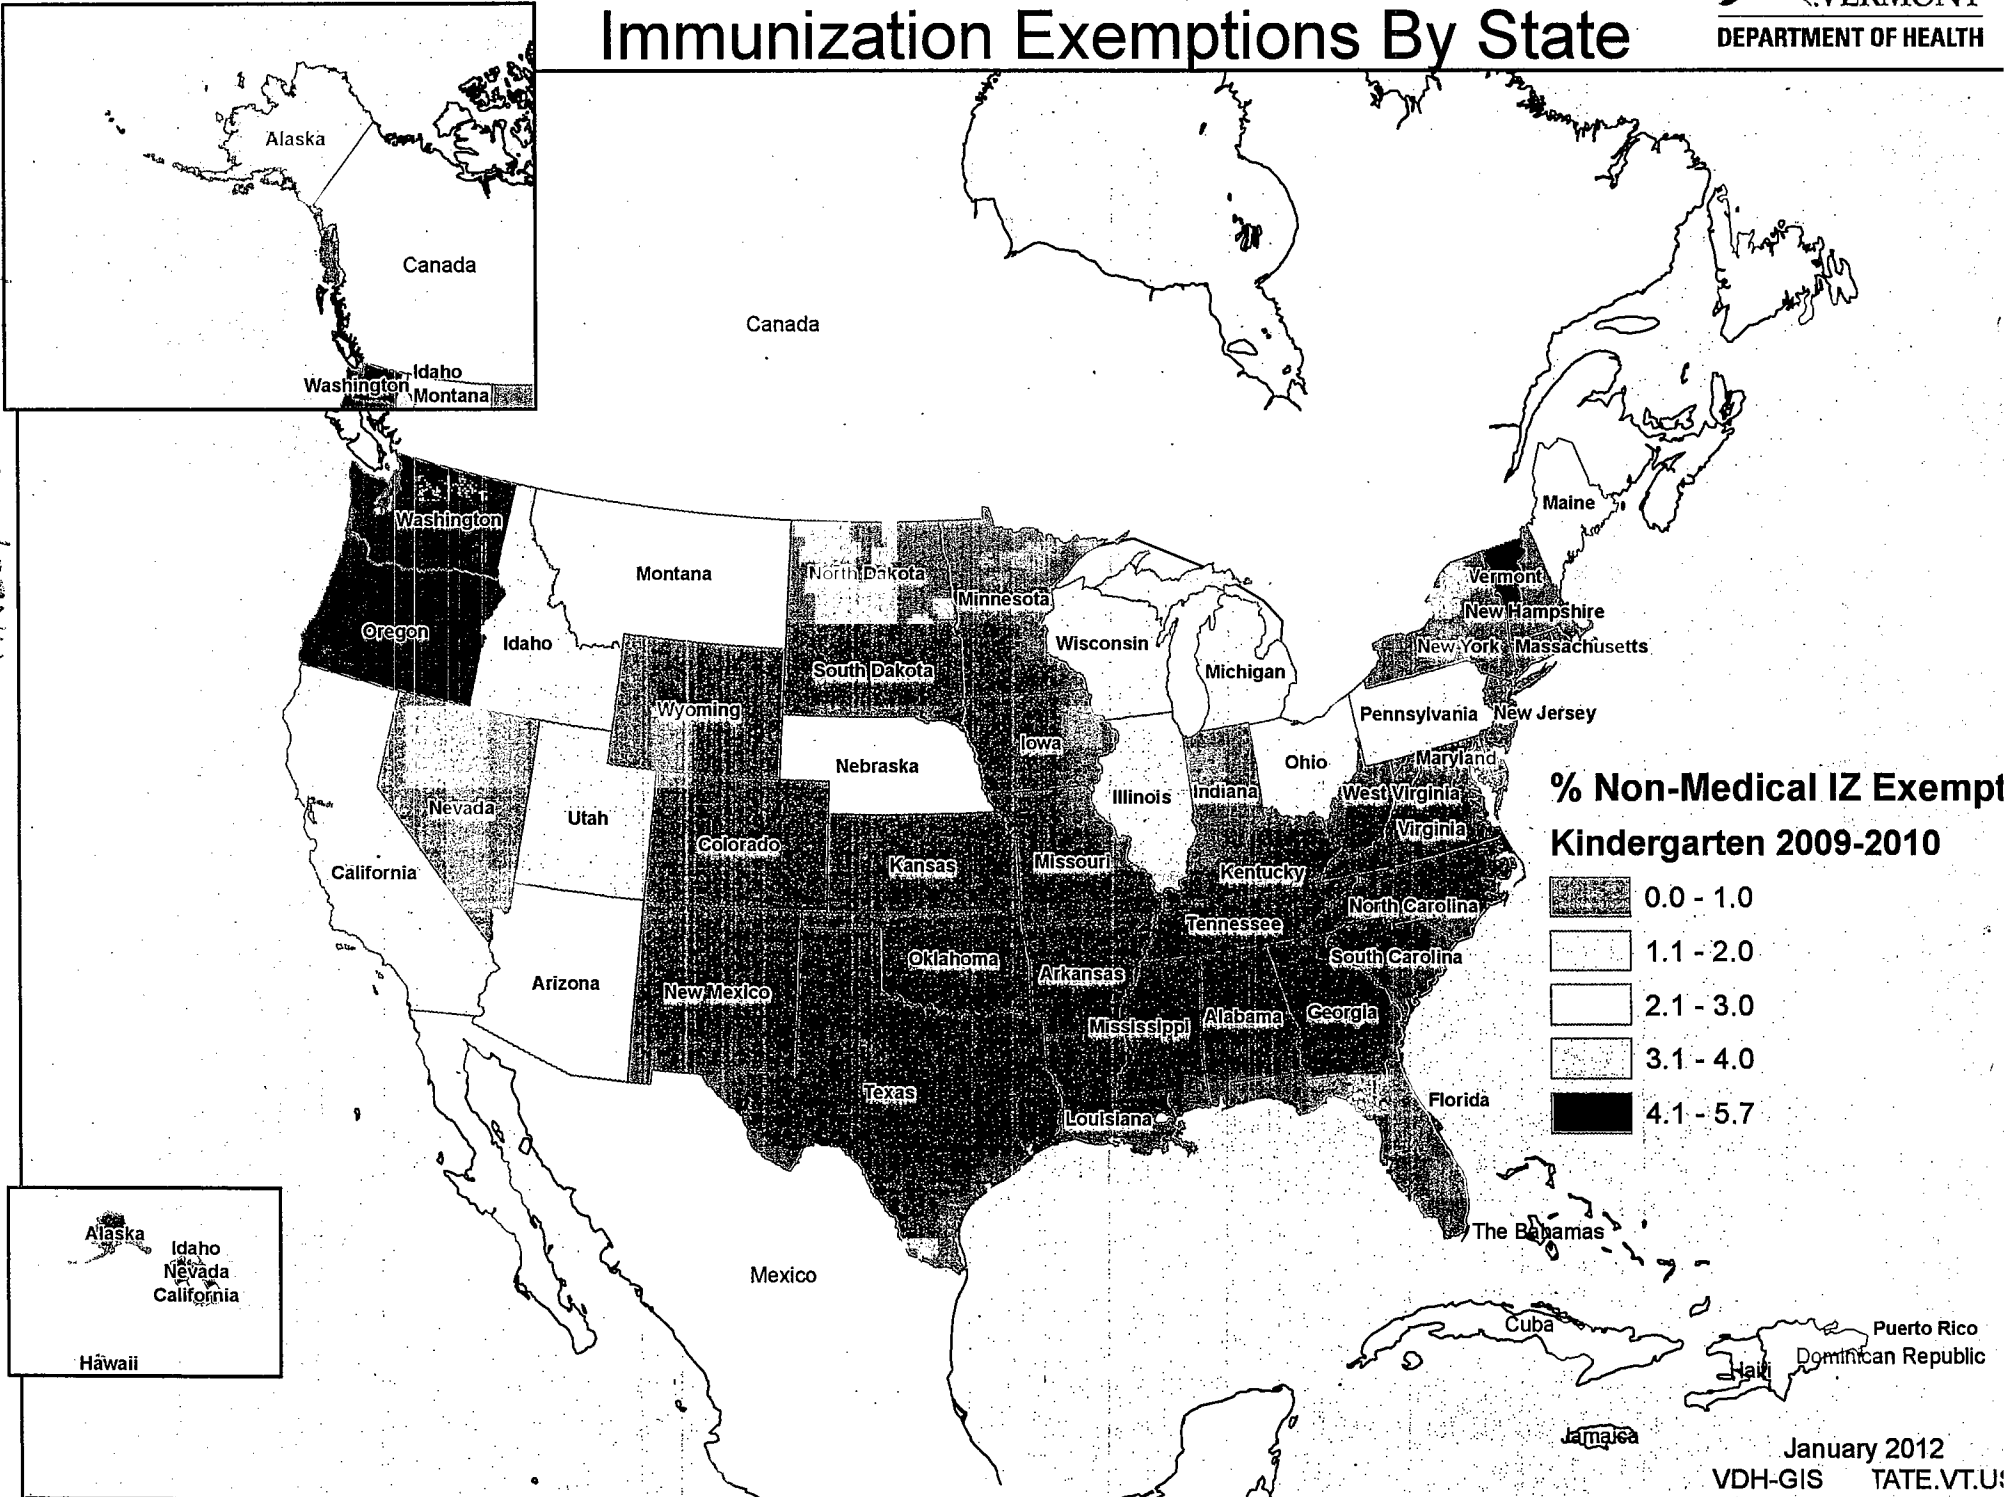 Immunization Exemptions By State
VERMONT
DEPARTMENT OF HEALTH
Alaska
Canada
Idaho
Washington
Montana
Canada
Maine
Washington
Montana
North Dakota
Minnesota
Vermont
New Hampshire
Oregon
Idaho
Wisconsin
New York
Massachusetts
South Dakota
Michigan
Wyoming
Pennsylvania
New Jersey
Iowa
Nebraska
Ohio
Maryland
Nevada
Utah
Illinois
Indiana
West Virginia
Virginia
Colorado
Kansas
Missouri
Kentucky
California
North Carolina
Tennessee
Oklahoma
Arkansas
South Carolina
Arizona
New Mexico
Mississippi
Alabama
Georgia
Texas
Louisiana
Florida
% Non-Medical IZ Exempt
Kindergarten 2009-2010
0.0 - 1.0
1.1 - 2.0
2.1 - 3.0
3.1 - 4.0
4.1 - 5.7
Alaska
Idaho
Nevada
California
Hawaii
The Bahamas
Mexico
Cuba
Puerto Rico
Haiti
Dominican Republic
Jamaica
January 2012
VDH-GIS TATE.VT.US